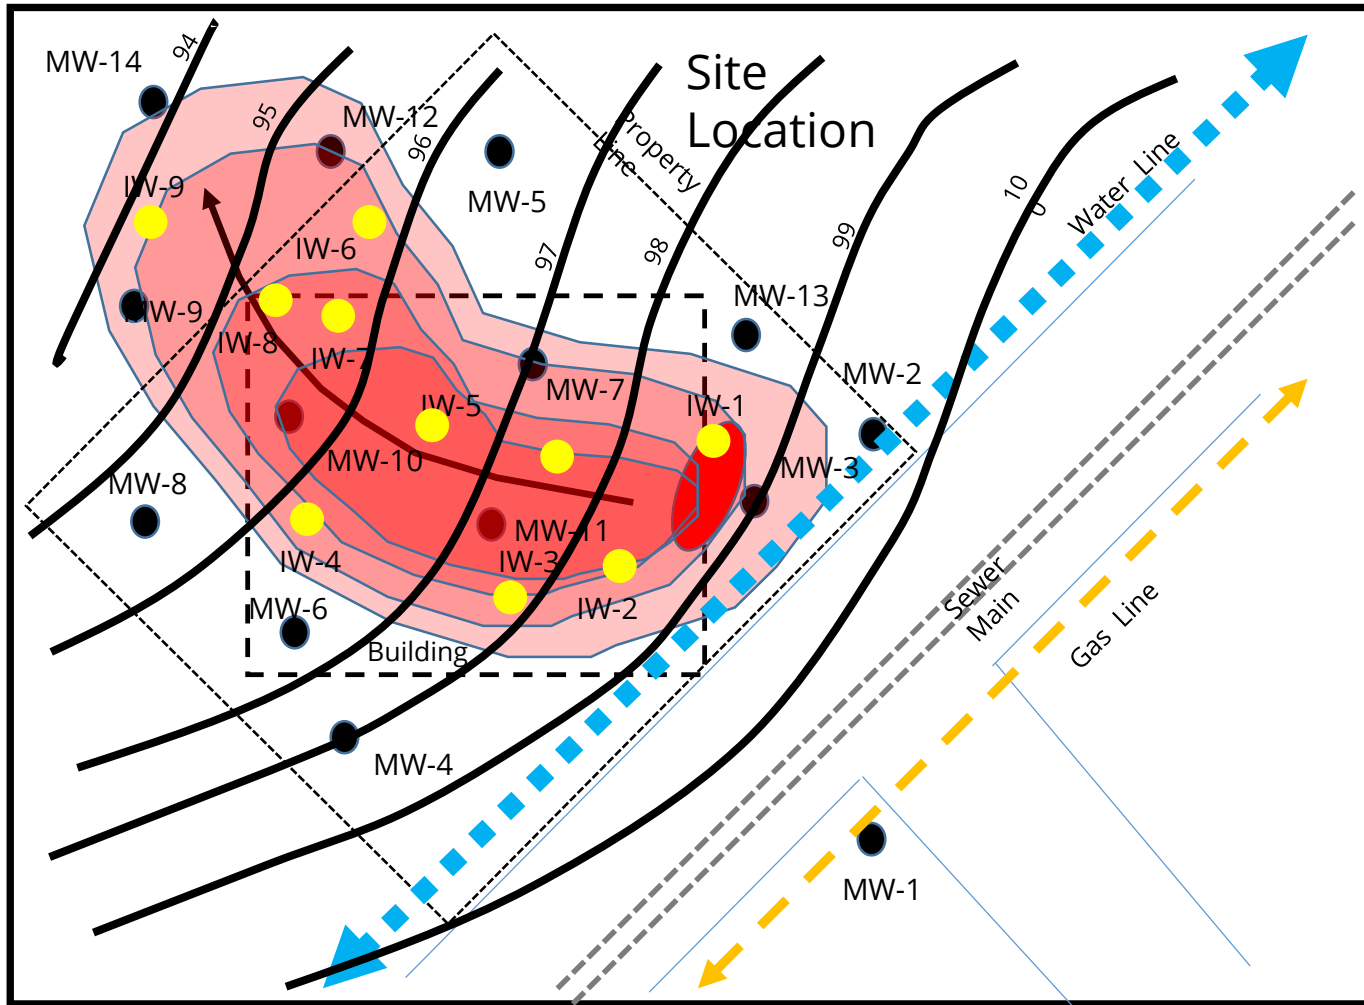 Site
Location
MW-14
94
95
MW-12
96
Property
Line
Water Line
IW-9
MW-5
10
0
IW-6
97
98
99
MW-9
MW-13
IW-8
IW-7
MW-7
MW-2
IW-5
IW-1
MW-10
MW-3
MW-8
MW-11
IW-4
IW-3
MW-6
IW-2
Building
Sewer
Main
Gas Line
MW-4
MW-1